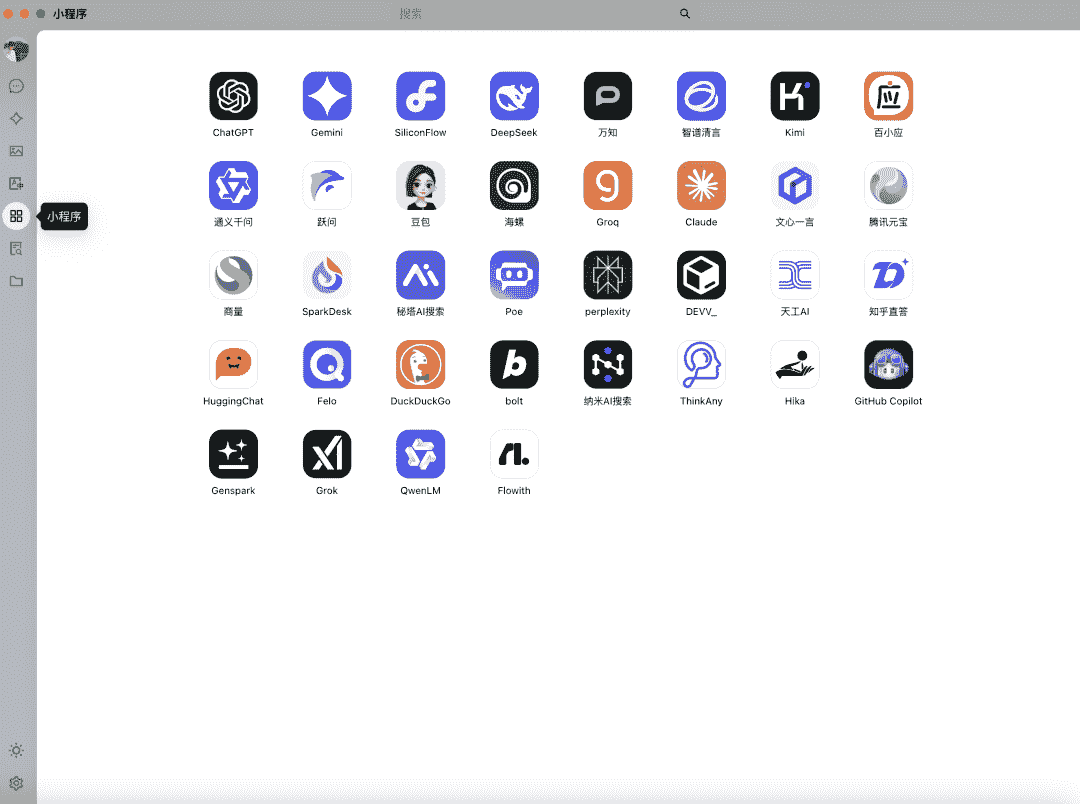 小程序
搜索
ChatGPT Gemini SiliconFlow DeepSeek 万知 智谱清言 Kimi 百小应
应
小程序
通义千问 跃问 豆包 海螺 Groq Claude 文心一言 腾讯元宝
商量 SparkDesk 秘塔AI搜索 Poe perplexity DEVV_ 天工AI 知乎直答
HuggingChat Felo DuckDuckGo bolt 纳米AI搜索 ThinkAny Hika GitHub Copilot
Genspark Grok QwenLM Flowith